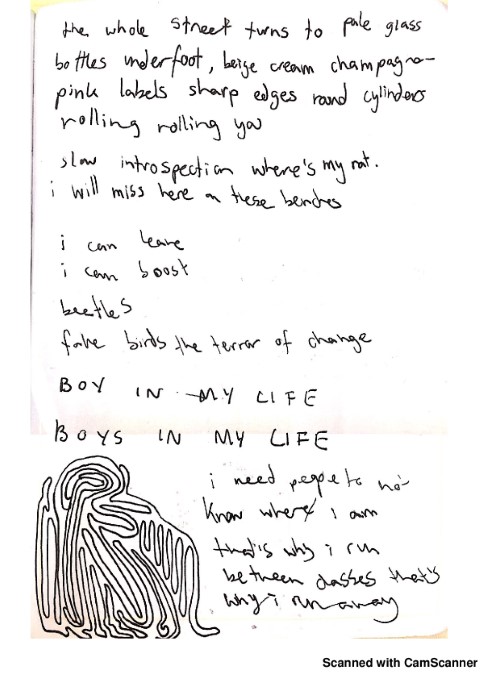 the whole street turns to pale glass
bottles underfoot, beige cream champagne-
pink labels sharp edges round cylinders
rolling rolling you
slow introspection where's my rat.
i will miss here on these benches
i can leave
i can boost
beetles
fake birds the terror of change
BOY IN MY LIFE
BOYS IN MY LIFE
i need people to not
know where i am
that's why i run
between classes that's
why i run away
Scanned with CamScanner